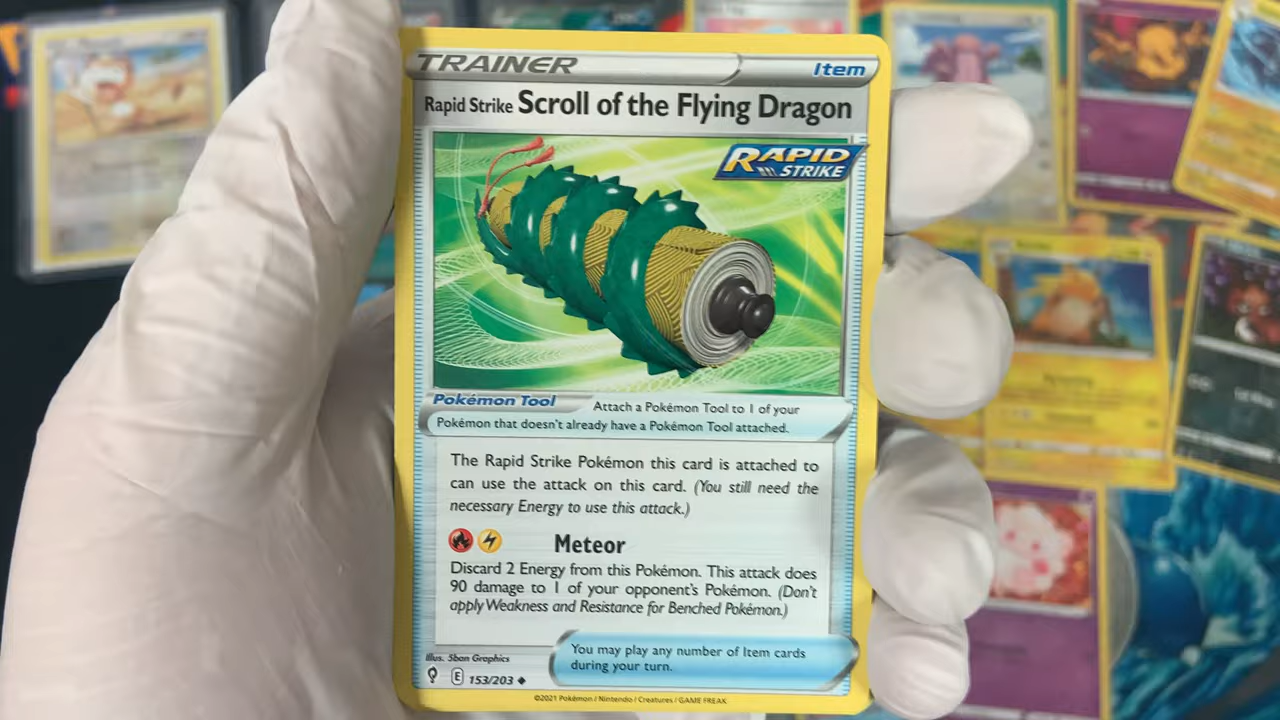 TRAINER
Item
Rapid Strike Scroll of the Flying Dragon
RAPID
STRIKE
Pokémon Tool
Attach a Pokémon Tool to 1 of your
Pokémon that doesn't already have a Pokémon Tool attached.
The Rapid Strike Pokémon this card is attached to
can use the attack on this card. (You still need the
necessary Energy to use this attack.)
Meteor
Discard 2 Energy from this Pokémon. This attack does
90 damage to 1 of your opponent's Pokémon. (Don't
apply Weakness and Resistance for Benched Pokémon.)
You may play any number of Item cards
during your turn.
Illus. 5ban Graphics
E 153/203
©2021 Pokémon / Nintendo / Creatures / GAME FREAK